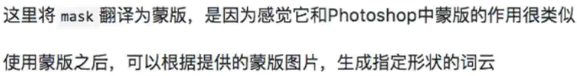 这里将 mask 翻译为蒙版，是因为感觉它和Photoshop中蒙版的作用很类似
使用蒙版之后，可以根据提供的蒙版图片，生成指定形状的词云